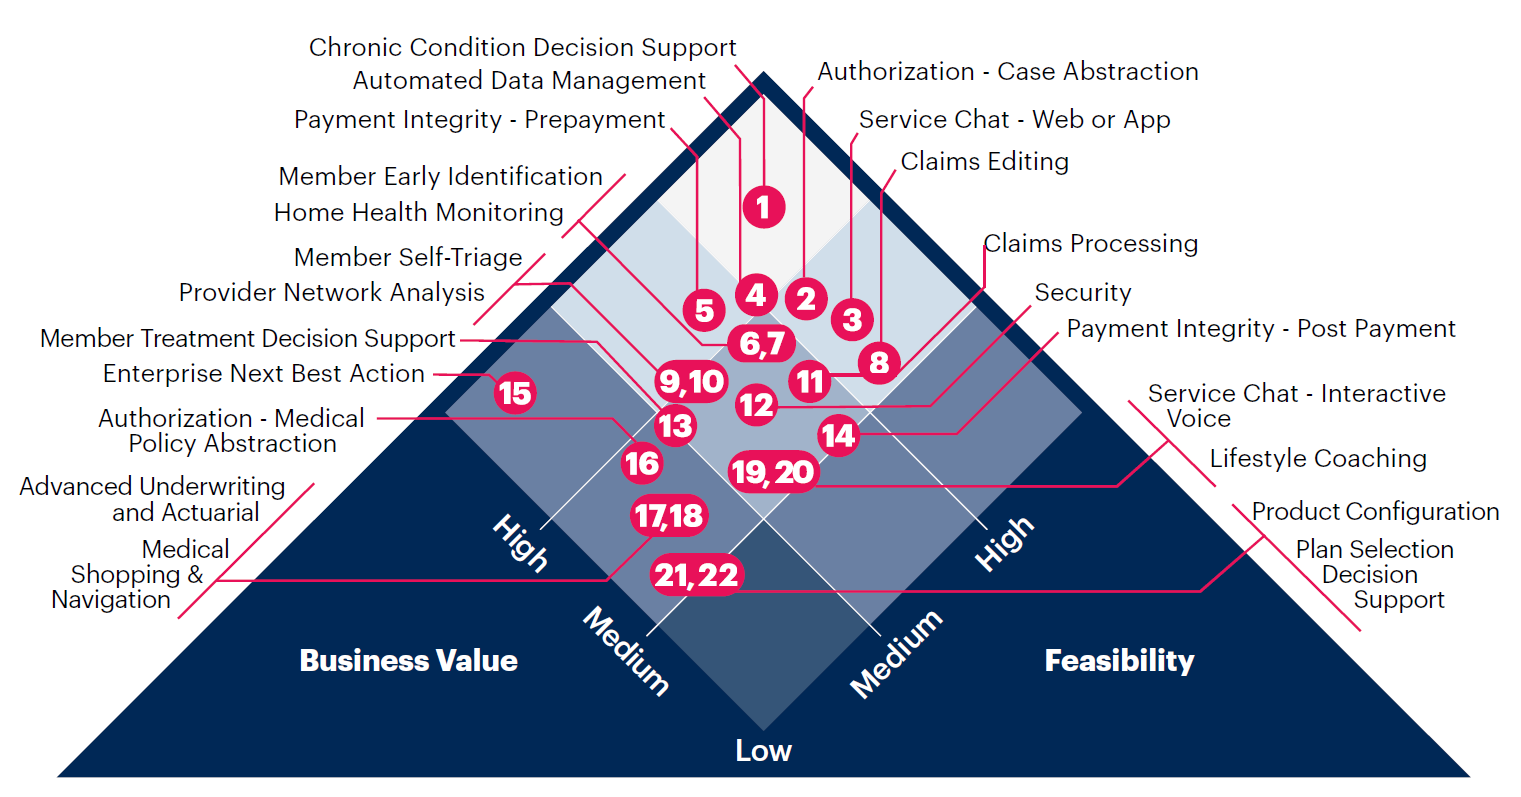 Chronic Condition Decision Support
Automated Data Management
Payment Integrity - Prepayment
Member Early Identification
Home Health Monitoring
Member Self-Triage
Provider Network Analysis
Member Treatment Decision Support
Enterprise Next Best Action
Authorization - Medical
Policy Abstraction
Advanced Underwriting
and Actuarial
Medical
Shopping &
Navigation
Authorization - Case Abstraction
Service Chat - Web or App
Claims Editing
Claims Processing
Security
Payment Integrity - Post Payment
Service Chat - Interactive
Voice
Lifestyle Coaching
Product Configuration
Plan Selection
Decision
Support
1
5
4
2
3
6,7
8
9,10
11
15
12
13
14
16
19, 20
17,18
21, 22
High
High
Medium
Medium
Business Value
Feasibility
Low